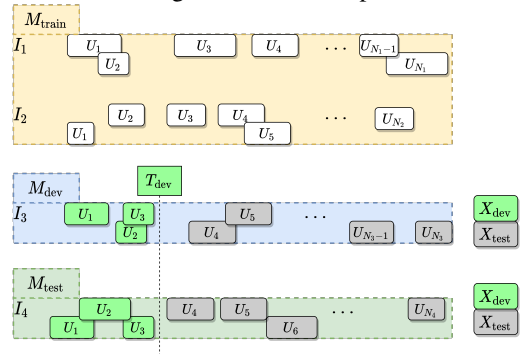 M_train
I_1 U_1 U_3 U_4 ... U_{N_1-1}
U_2 U_{N_1}
I_2 U_2 U_3 U_4 ... U_{N_2}
U_1 U_5
M_dev T_dev
I_3 U_1 U_3 U_5 ... X_dev
U_2 U_4 U_{N_3-1} U_{N_3} X_test
M_test
I_4 U_2 U_4 U_5 ... U_{N_4} X_dev
U_1 U_3 U_6 X_test